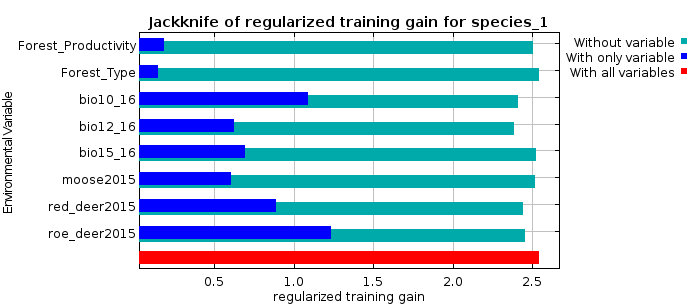 Jackknife of regularized training gain for species_1
Environmental Variable
Forest_Productivity
Forest_Type
bio10_16
bio12_16
bio15_16
moose2015
red_deer2015
roe_deer2015
Without variable
With only variable
With all variables
0.5 1.0 1.5 2.0 2.5
regularized training gain